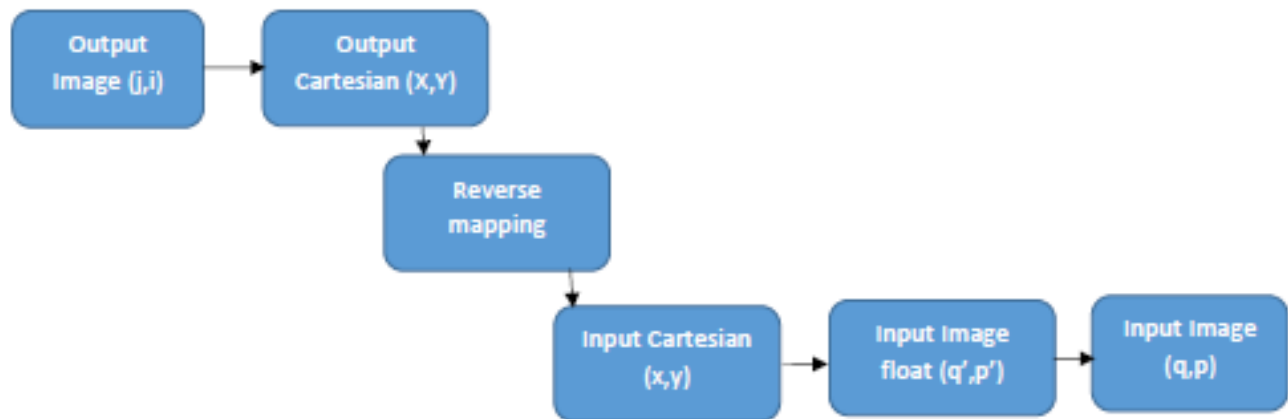 Output
Image (j,i)
Output
Cartesian (X,Y)
Reverse
mapping
Input Cartesian
(x,y)
Input Image
float (q’,p’)
Input Image
(q,p)